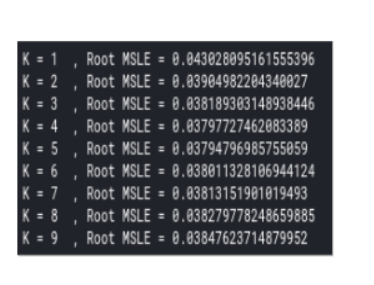 K = 1 , Root MSLE = 0.043028095161555396
K = 2 , Root MSLE = 0.03904982204340027
K = 3 , Root MSLE = 0.038189303148938446
K = 4 , Root MSLE = 0.03797727462083389
K = 5 , Root MSLE = 0.03794796985755059
K = 6 , Root MSLE = 0.038011328106944124
K = 7 , Root MSLE = 0.03813151901019493
K = 8 , Root MSLE = 0.038279778248659885
K = 9 , Root MSLE = 0.03847623714879952